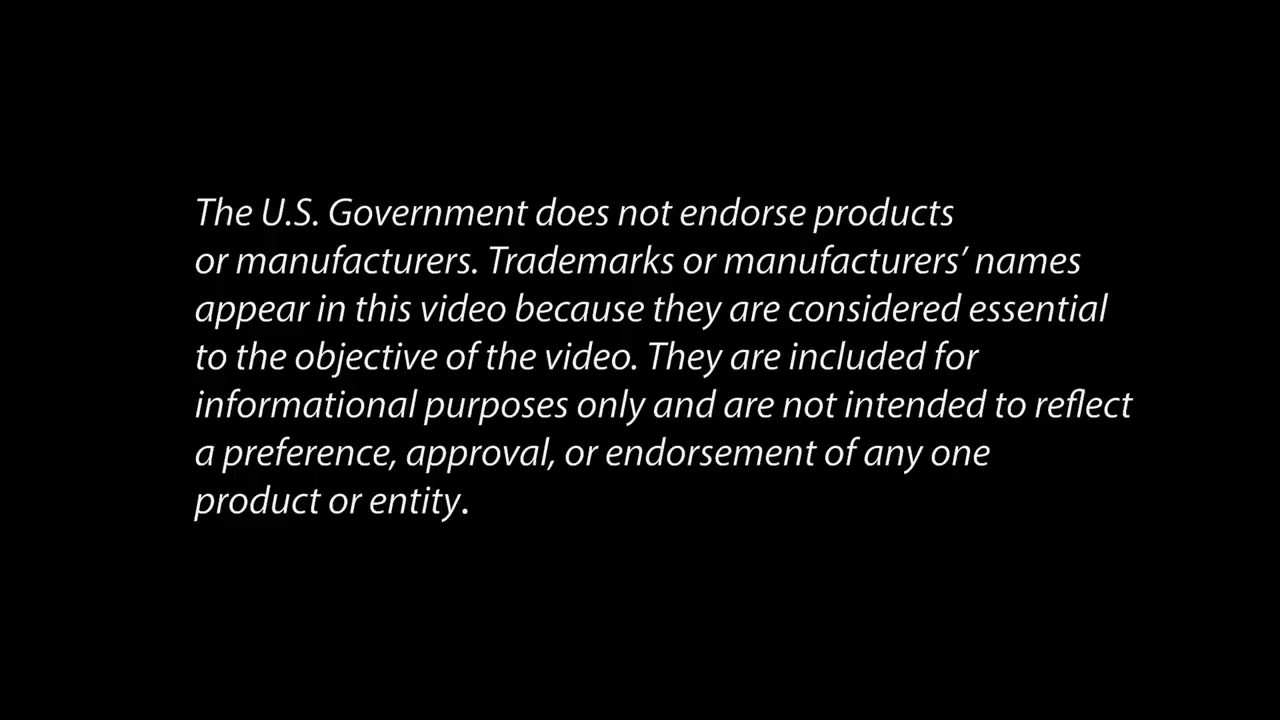 The U.S. Government does not endorse products
or manufacturers. Trademarks or manufacturers’ names
appear in this video because they are considered essential
to the objective of the video. They are included for
informational purposes only and are not intended to reflect
a preference, approval, or endorsement of any one
product or entity.